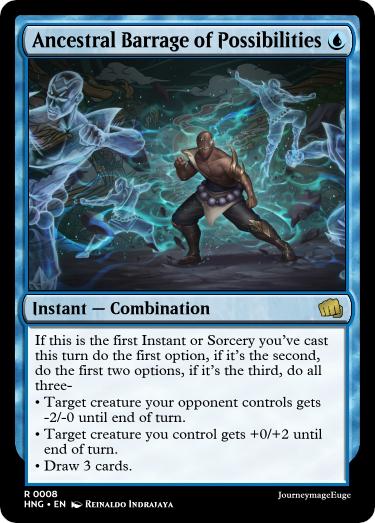 Ancestral Barrage of Possibilities
Instant — Combination
If this is the first Instant or Sorcery you've cast
this turn do the first option, if it's the second,
do the first two options, if it's the third, do all
three-
• Target creature your opponent controls gets
-2/-0 until end of turn.
• Target creature you control gets +0/+2 until
end of turn.
• Draw 3 cards.
R 0008
HNG • EN REINALDO INDRAJAYA
JourneymageEuge